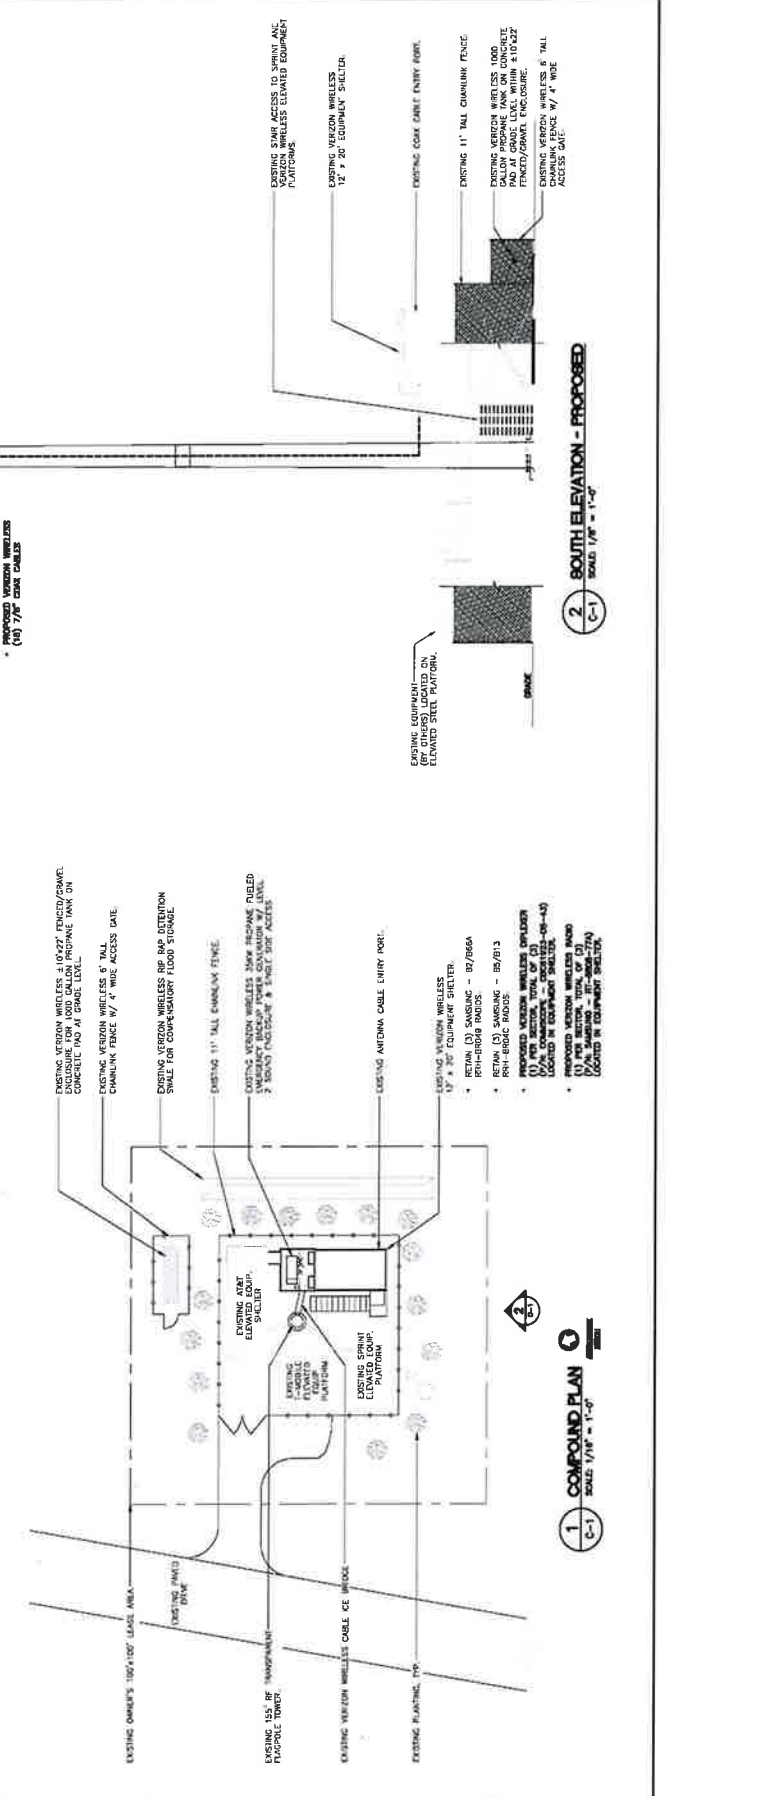 EXISTING OWNER'S 100'x100' LEASE AREA
EXISTING PAVED
DRIVE
EXISTING 155' RF TRANSPARENT
FLAGPOLE TOWER.
EXISTING VERIZON WIRELESS CABLE ICE BRIDGE
EXISTING PLANTING, TYP.
EXISTING AT&T
ELEVATED EQUIP.
SHELTER
EXISTING
T-MOBILE
ELEVATED
EQUIP
PLATFORM
EXISTING SPRINT
ELEVATED EQUIP.
PLATFORM
EXISTING VERIZON WIRELESS ±10'x22' FENCED/GRAVEL
ENCLOSURE FOR 1000 GALLON PROPANE TANK ON
CONCRETE PAD AT GRADE LEVEL.
EXISTING VERIZON WIRELESS 6' TALL
CHAINLINK FENCE W/ 4' WIDE ACCESS GATE.
EXISTING VERIZON WIRELESS RIP RAP DETENTION
SWALE FOR COMPENSATORY FLOOD STORAGE.
EXISTING 11' TALL CHAINLINK FENCE.
EXISTING VERIZON WIRELESS 35KW PROPANE FUELED
EMERGENCY BACKUP POWER GENERATOR W/ LEVEL
2 SOUND ENCLOSURE & SINGLE SIDE ACCESS
EXISTING ANTENNA CABLE ENTRY PORT.
EXISTING VERIZON WIRELESS
EQUIPMENT SHELTER.
• RETAIN (3) SAMSUNG - B2/B66A
RADIOS.
• RETAIN (3) SAMSUNG - B5/B13
RADIOS.
• PROPOSED VERIZON WIRELESS DIPLEXER
(1) PER SECTOR, TOTAL OF (3)
LOCATED IN EQUIPMENT SHELTER.
• PROPOSED VERIZON WIRELESS RADIO
(1) PER SECTOR, TOTAL OF (3)
LOCATED IN EQUIPMENT SHELTER.
2
1
C-1
COMPOUND PLAN
SCALE: 1/16" = 1'-0"
• PROPOSED VERIZON WIRELESS
(18) 7/8" COAX CABLES
EXISTING EQUIPMENT
(BY OTHERS) LOCATED ON
ELEVATED STEEL PLATFORM.
GRADE
EXISTING STAIR ACCESS TO SPRINT AND
VERIZON WIRELESS ELEVATED EQUIPMENT
PLATFORMS.
EXISTING VERIZON WIRELESS
12' x 20' EQUIPMENT SHELTER.
EXISTING COAX CABLE ENTRY PORT.
EXISTING 11' TALL CHAINLINK FENCE.
EXISTING VERIZON WIRELESS 1000
GALLON PROPANE TANK ON CONCRETE
PAD AT GRADE LEVEL WITHIN ±10'x22'
FENCED/GRAVEL ENCLOSURE.
EXISTING VERIZON WIRELESS 6' TALL
CHAINLINK FENCE W/ 4' WIDE
ACCESS GATE.
2
C-1
SOUTH ELEVATION - PROPOSED
SCALE: 1/8" = 1'-0"